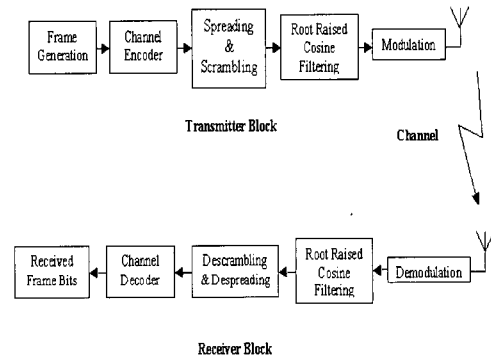 Frame
Generation
Channel
Encoder
Spreading
&
Scrambling
Root Raised
Cosine
Filtering
Modulation
Transmitter Block
Channel
Received
Frame Bits
Channel
Decoder
Descrambling
& Despreading
Root Raised
Cosine
Filtering
Demodulation
Receiver Block